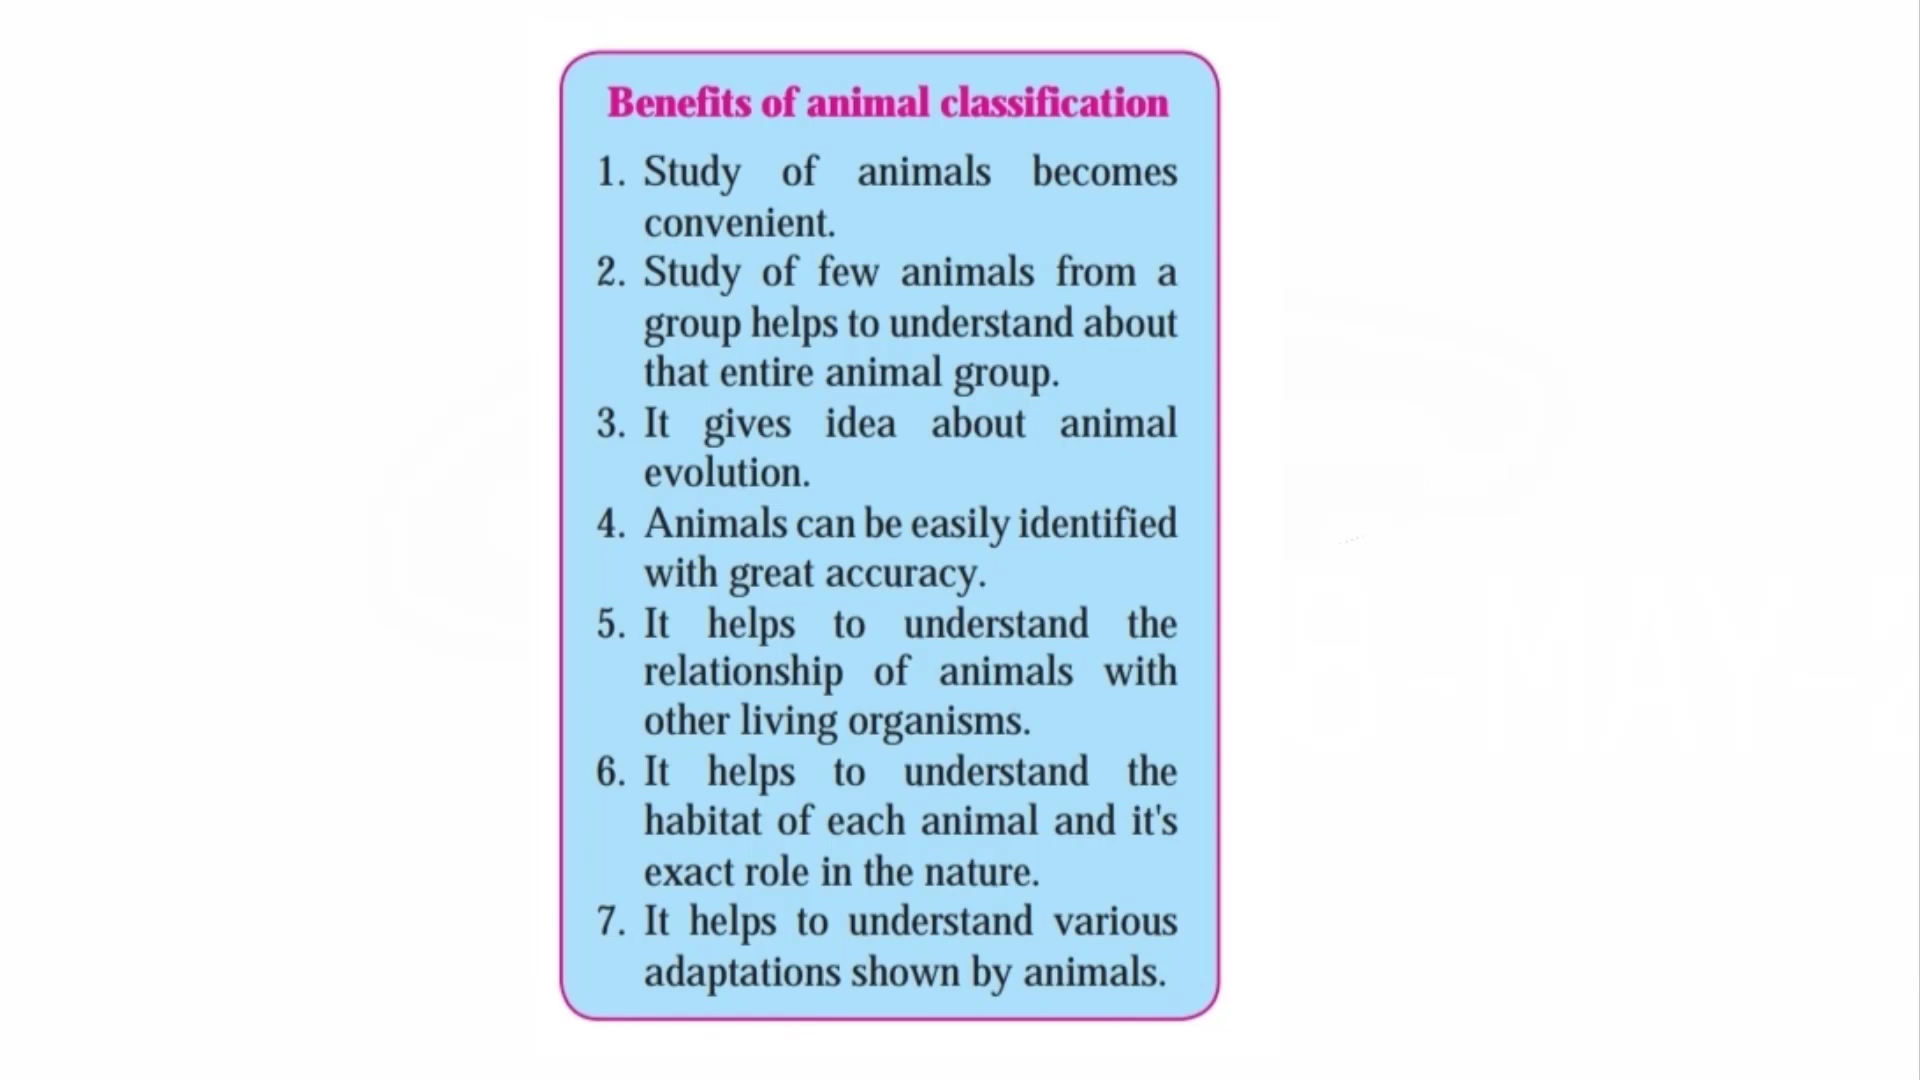 Benefits of animal classification
1. Study of animals becomes
convenient.
2. Study of few animals from a
group helps to understand about
that entire animal group.
3. It gives idea about animal
evolution.
4. Animals can be easily identified
with great accuracy.
5. It helps to understand the
relationship of animals with
other living organisms.
6. It helps to understand the
habitat of each animal and it's
exact role in the nature.
7. It helps to understand various
adaptations shown by animals.